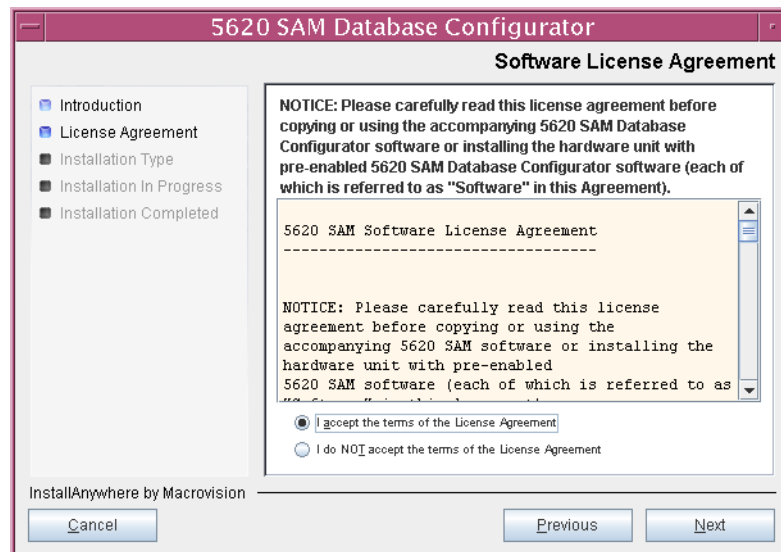 5620 SAM Database Configurator
Software License Agreement
Introduction
License Agreement
Installation Type
Installation In Progress
Installation Completed
NOTICE: Please carefully read this license agreement before
copying or using the accompanying 5620 SAM Database
Configurator software or installing the hardware unit with
pre-enabled 5620 SAM Database Configurator software (each of
which is referred to as "Software" in this Agreement).
5620 SAM Software License Agreement
-----------------------------------
NOTICE: Please carefully read this license
agreement before copying or using the
accompanying 5620 SAM software or installing the
hardware unit with pre-enabled
5620 SAM software (each of which is referred to as
I accept the terms of the License Agreement
I do NOT accept the terms of the License Agreement
InstallAnywhere by Macrovision
Cancel
Previous
Next